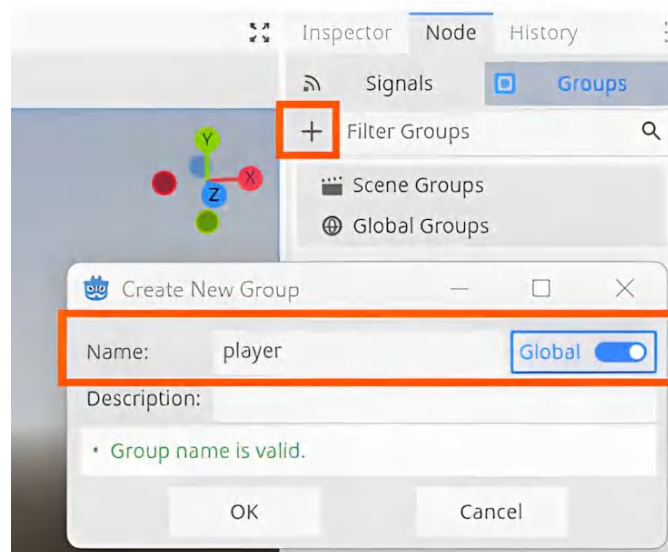 Inspector Node History
Signals Groups
Filter Groups
Y
X
Z
Scene Groups
Global Groups
Create New Group
Name: player Global
Description:
• Group name is valid.
OK Cancel